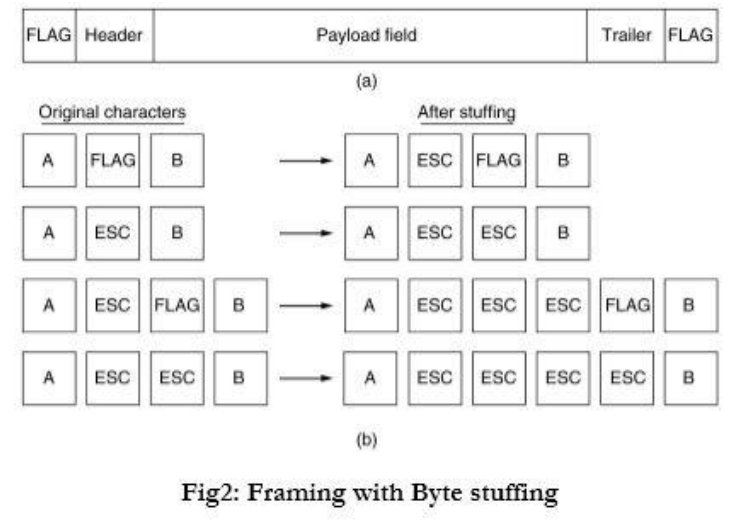 FLAG Header Payload field Trailer FLAG
(a)
Original characters After stuffing
A FLAG B A ESC FLAG B
A ESC B A ESC ESC B
A ESC FLAG B A ESC ESC ESC FLAG B
A ESC ESC B A ESC ESC ESC ESC B
(b)
Fig2: Framing with Byte stuffing